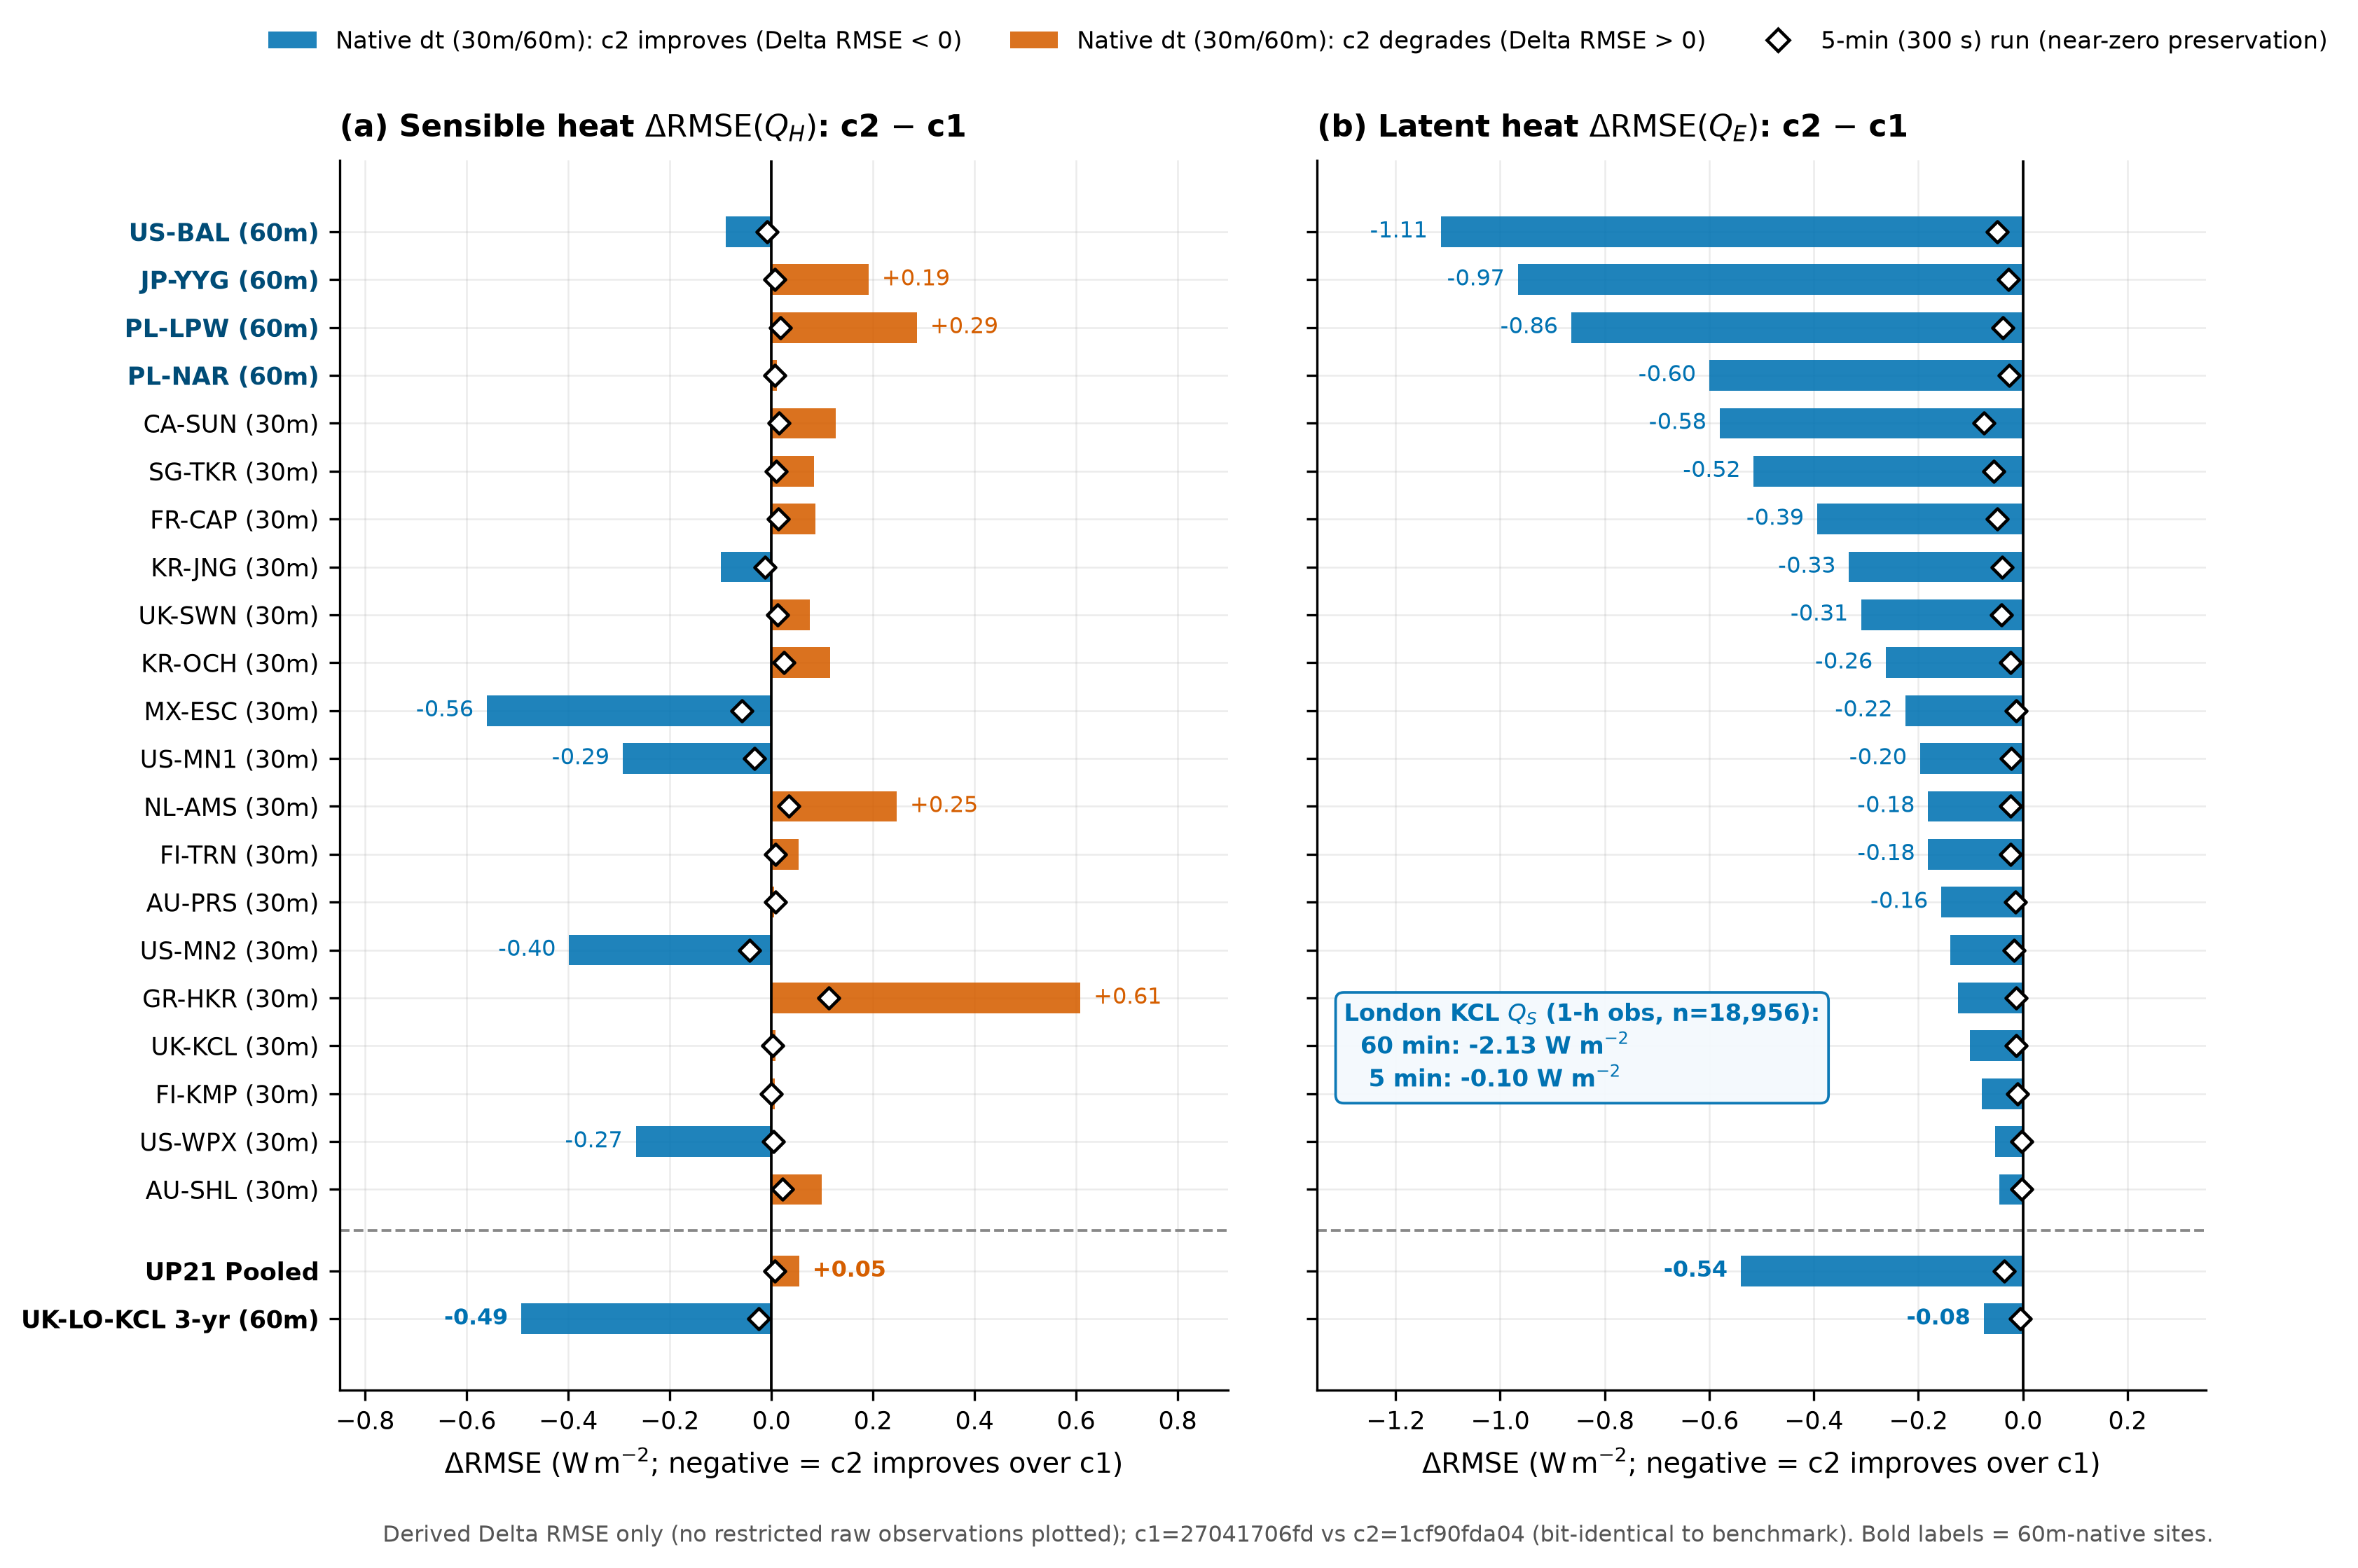 Native dt (30m/60m): c2 improves (Delta RMSE < 0)
Native dt (30m/60m): c2 degrades (Delta RMSE > 0)
5-min (300 s) run (near-zero preservation)
(a) Sensible heat ΔRMSE(Q_H): c2 − c1
US-BAL (60m)
JP-YYG (60m)
+0.19
PL-LPW (60m)
+0.29
PL-NAR (60m)
CA-SUN (30m)
SG-TKR (30m)
FR-CAP (30m)
KR-JNG (30m)
UK-SWN (30m)
KR-OCH (30m)
MX-ESC (30m)
-0.56
US-MN1 (30m)
-0.29
NL-AMS (30m)
+0.25
FI-TRN (30m)
AU-PRS (30m)
US-MN2 (30m)
-0.40
GR-HKR (30m)
+0.61
UK-KCL (30m)
FI-KMP (30m)
US-WPX (30m)
-0.27
AU-SHL (30m)
UP21 Pooled
+0.05
UK-LO-KCL 3-yr (60m)
-0.49
−0.8 −0.6 −0.4 −0.2 0.0 0.2 0.4 0.6 0.8
ΔRMSE (W m⁻²; negative = c2 improves over c1)
(b) Latent heat ΔRMSE(Q_E): c2 − c1
-1.11
-0.97
-0.86
-0.60
-0.58
-0.52
-0.39
-0.33
-0.31
-0.26
-0.22
-0.20
-0.18
-0.18
-0.16
London KCL Q_S (1-h obs, n=18,956):
60 min: -2.13 W m⁻²
5 min: -0.10 W m⁻²
-0.54
-0.08
−1.2 −1.0 −0.8 −0.6 −0.4 −0.2 0.0 0.2
ΔRMSE (W m⁻²; negative = c2 improves over c1)
Derived Delta RMSE only (no restricted raw observations plotted); c1=27041706fd vs c2=1cf90fda04 (bit-identical to benchmark). Bold labels = 60m-native sites.